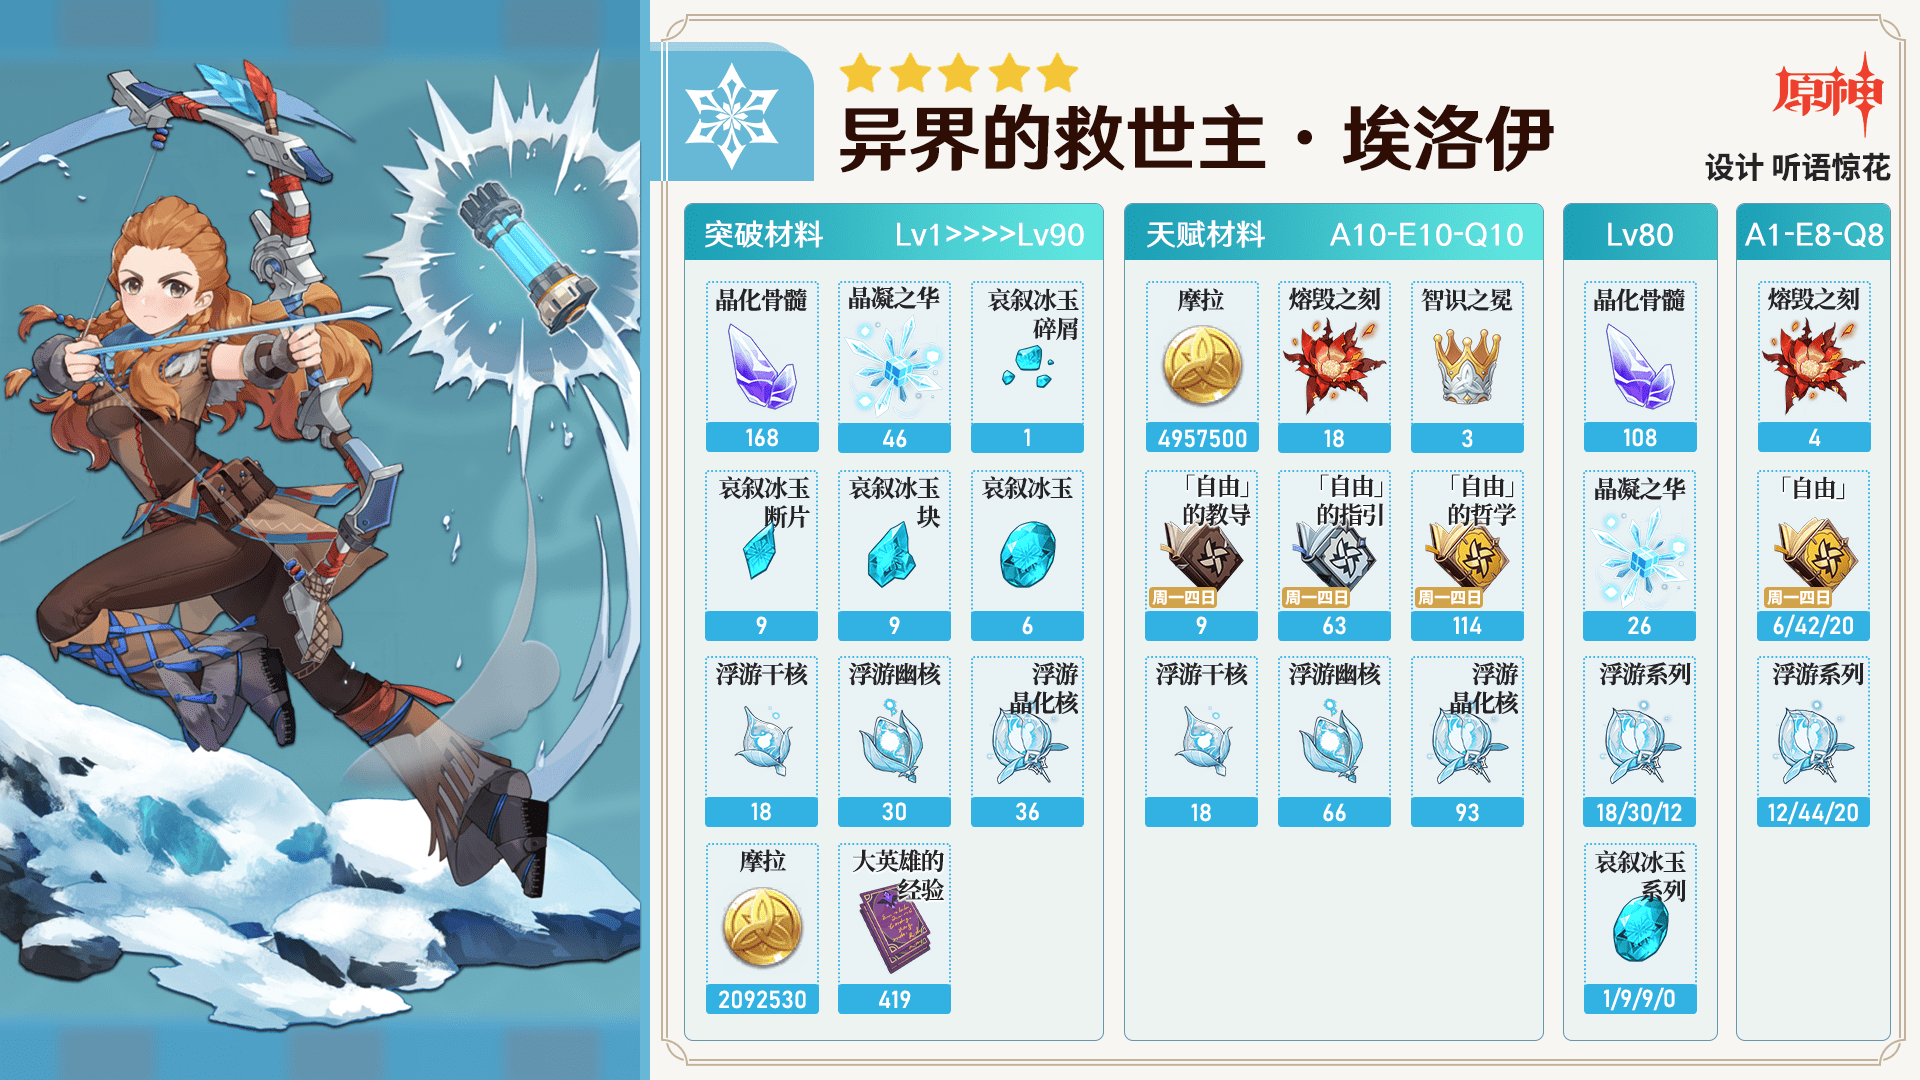 异界的救世主·埃洛伊
原神
设计 听语惊花
突破材料 Lv1>>>>Lv90
晶化骨髓
168
晶凝之华
46
哀叙冰玉
碎屑
1
哀叙冰玉
断片
9
哀叙冰玉
块
9
哀叙冰玉
6
浮游干核
18
浮游幽核
30
浮游
晶化核
36
摩拉
2092530
大英雄的
经验
419
天赋材料 A10-E10-Q10
摩拉
4957500
熔毁之刻
18
智识之冕
3
「自由」
的教导
周一四日
9
「自由」
的指引
周一四日
63
「自由」
的哲学
周一四日
114
浮游干核
18
浮游幽核
66
浮游
晶化核
93
Lv80
晶化骨髓
108
晶凝之华
26
浮游系列
18/30/12
哀叙冰玉
系列
1/9/9/0
A1-E8-Q8
熔毁之刻
4
「自由」
周一四日
6/42/20
浮游系列
12/44/20